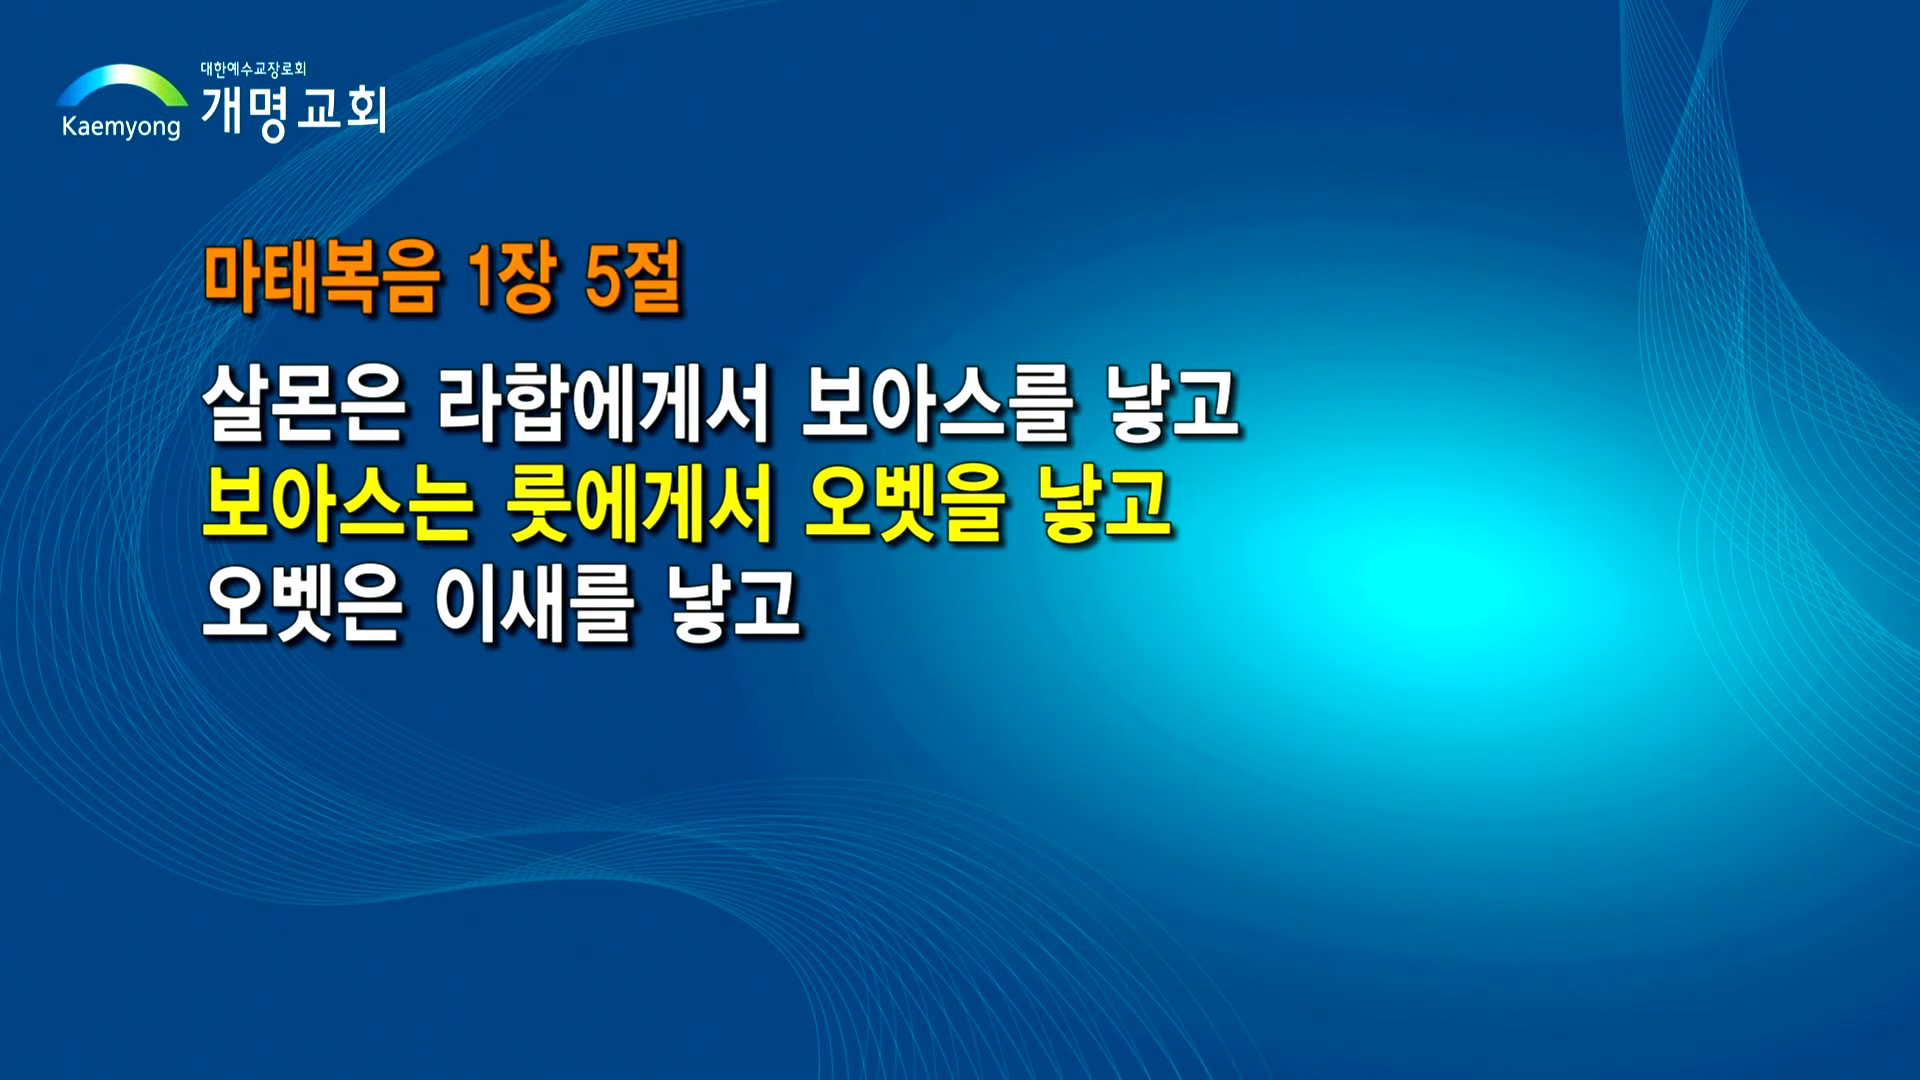 대한예수교장로회
개명교회
Kaemyong
마태복음 1장 5절
살몬은 라합에게서 보아스를 낳고
보아스는 룻에게서 오벳을 낳고
오벳은 이새를 낳고